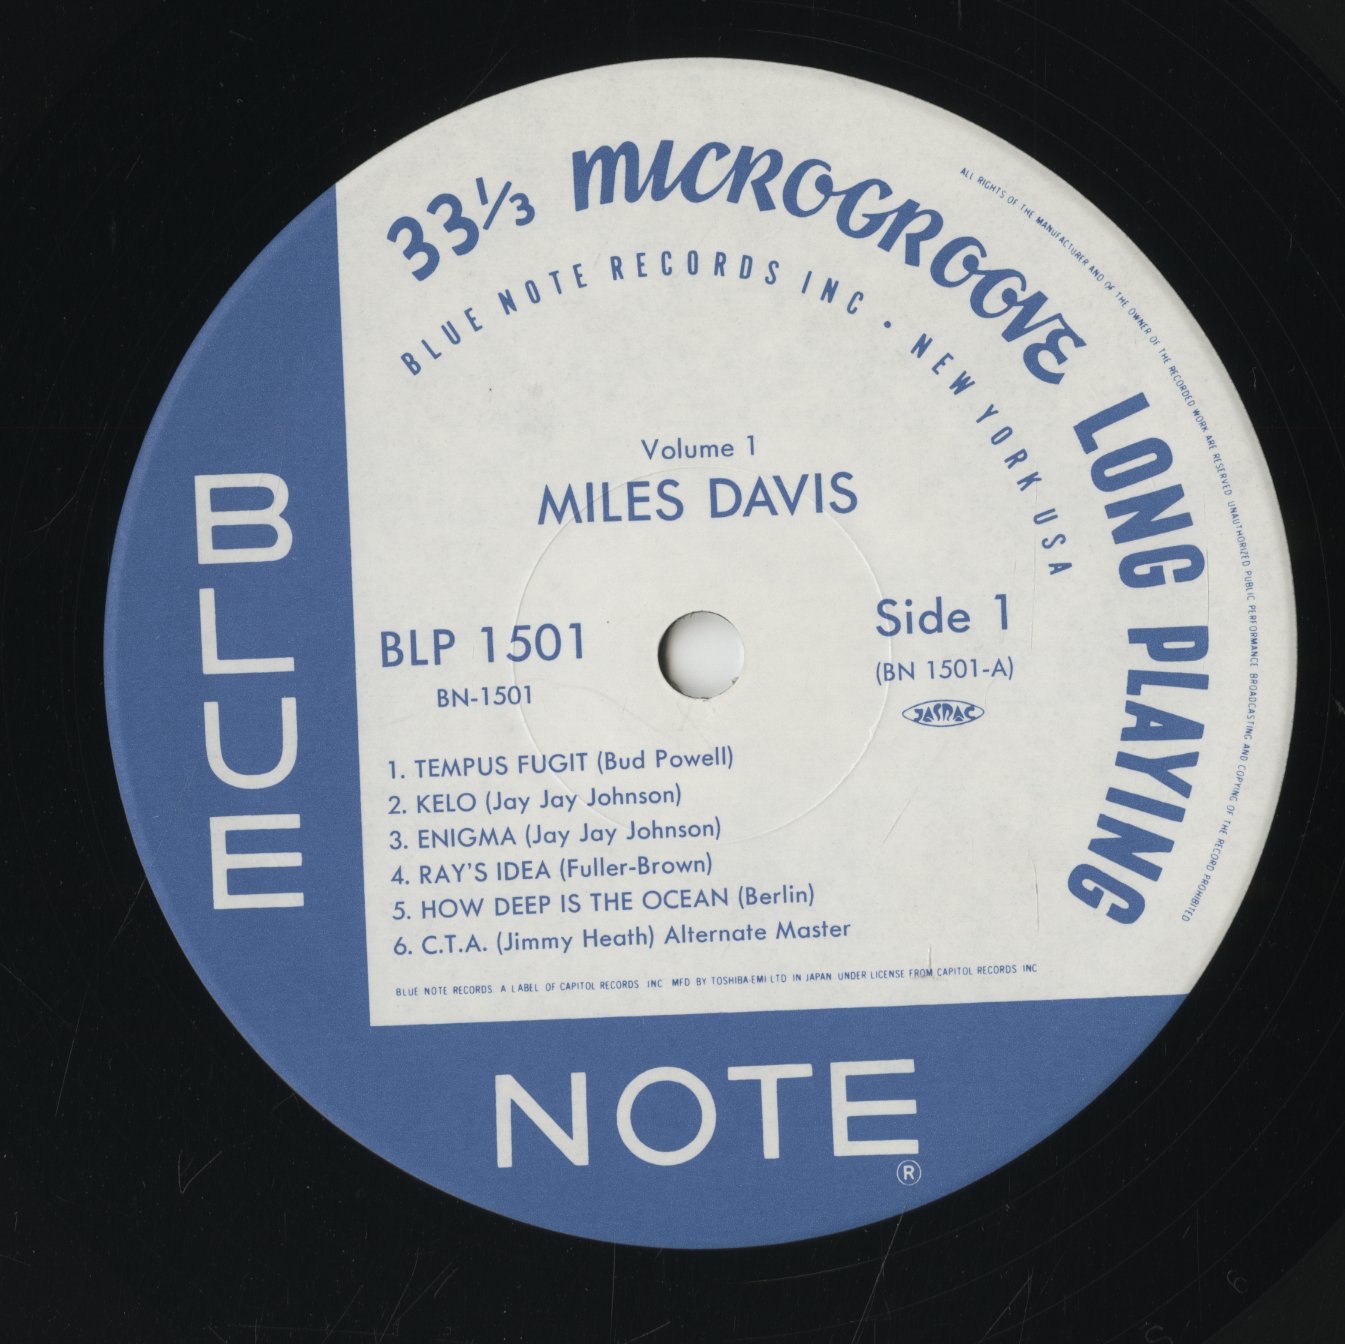 33 1/3 MICROGROOVE LONG PLAYING
BLUE NOTE RECORDS INC • NEW YORK USA
ALL RIGHTS OF THE MANUFACTURER AND OF THE OWNER OF THE RECORDED WORK ARE RESERVED UNAUTHORIZED PUBLIC PERFORMANCE BROADCASTING AND COPYING OF THE RECORD PROHIBITED
Volume 1
MILES DAVIS
BLP 1501
BN-1501
Side 1
(BN 1501-A)
JASRAC
1. TEMPUS FUGIT (Bud Powell)
2. KELO (Jay Jay Johnson)
3. ENIGMA (Jay Jay Johnson)
4. RAY'S IDEA (Fuller-Brown)
5. HOW DEEP IS THE OCEAN (Berlin)
6. C.T.A. (Jimmy Heath) Alternate Master
BLUE NOTE RECORDS A LABEL OF CAPITOL RECORDS INC MFD BY TOSHIBA-EMI LTD IN JAPAN UNDER LICENSE FROM CAPITOL RECORDS INC
BLUE
NOTE
®